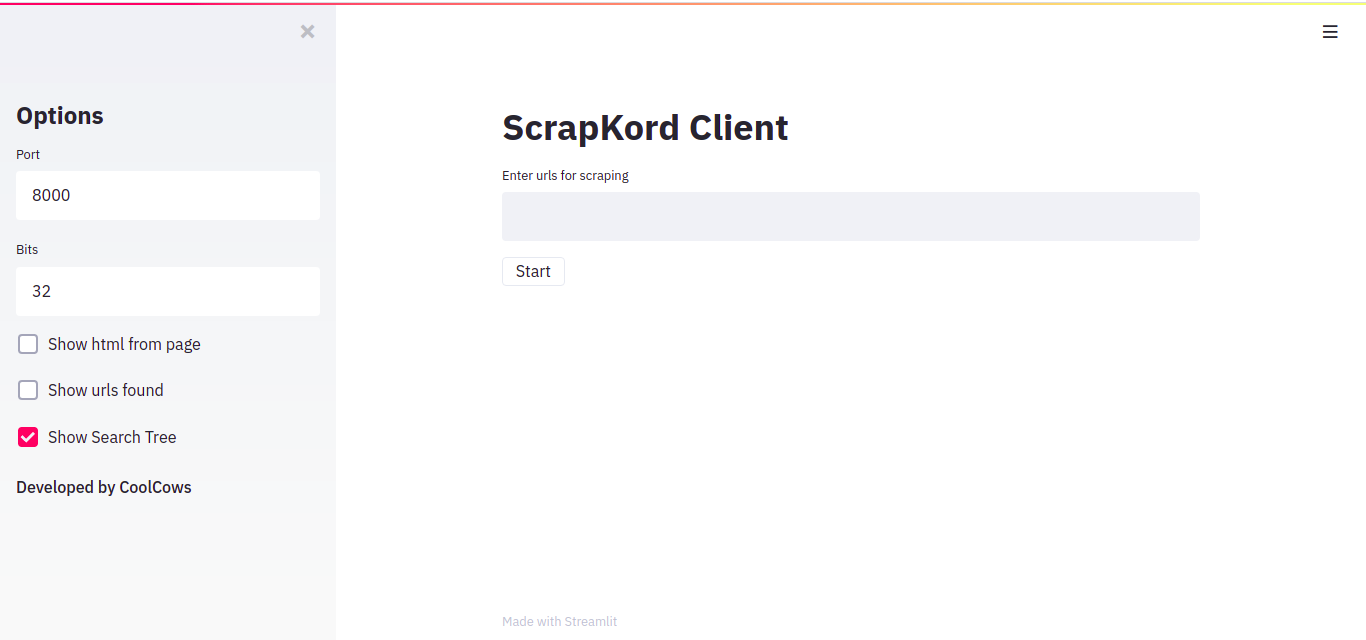 Options
Port
8000
Bits
32
Show html from page
Show urls found
Show Search Tree
Developed by CoolCows
ScrapKord Client
Enter urls for scraping
Start
Made with Streamlit